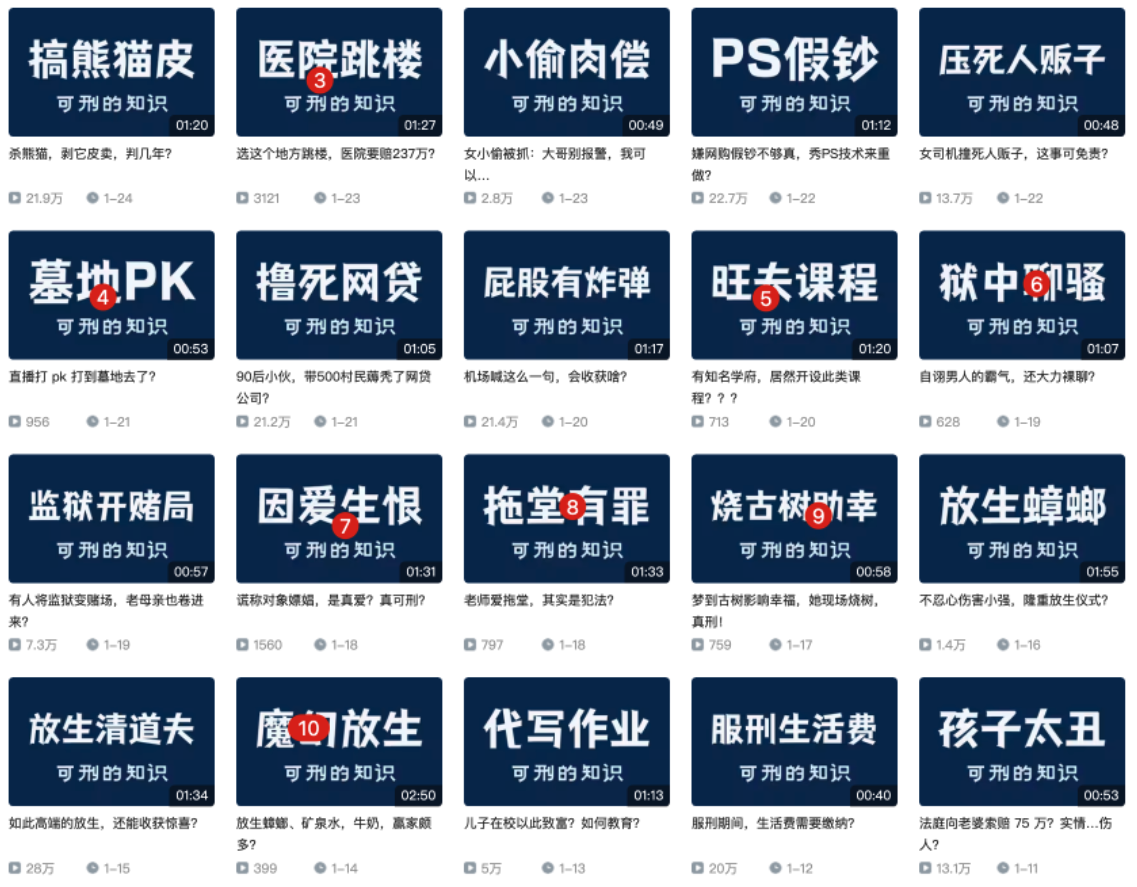 搞熊猫皮
可刑的知识
01:20
杀熊猫，剥它皮卖，判几年？
21.9万 1-24
医院跳楼
3
可刑的知识
01:27
选这个地方跳楼，医院要赔237万？
3121 1-23
小偷肉偿
可刑的知识
00:49
女小偷被抓：大哥别报警，我可
以...
2.8万 1-23
PS假钞
可刑的知识
01:12
嫌网购假钞不够真，秀PS技术来重
做？
22.7万 1-22
压死人贩子
可刑的知识
00:48
女司机撞死人贩子，这事可免责？
13.7万 1-22
墓地PK
4
可刑的知识
00:53
直播打 pk 打到墓地去了？
956 1-21
撸死网贷
可刑的知识
01:05
90后小伙，带500村民薅秃了网贷
公司？
21.2万 1-21
屁股有炸弹
可刑的知识
01:17
机场喊这么一句，会收获啥？
21.4万 1-20
旺夫课程
5
可刑的知识
01:20
有知名学府，居然开设此类课
程？？？
713 1-20
狱中聊骚
6
可刑的知识
01:07
自诩男人的霸气，还大力裸聊？
628 1-19
监狱开赌局
可刑的知识
00:57
有人将监狱变赌场，老母亲也卷进
来？
7.3万 1-19
因爱生恨
7
可刑的知识
01:31
谎称对象嫖娼，是真爱？真可刑？
1560 1-18
拖堂有罪
8
可刑的知识
01:33
老师爱拖堂，其实是犯法？
797 1-18
烧古树助幸
9
可刑的知识
00:58
梦到古树影响幸福，她现场烧树，
真刑！
759 1-17
放生蟑螂
可刑的知识
01:55
不忍心伤害小强，隆重放生仪式？
1.4万 1-16
放生清道夫
可刑的知识
01:34
如此高端的放生，还能收获惊喜？
28万 1-15
魔幻放生
10
可刑的知识
02:50
放生蟑螂、矿泉水，牛奶，赢家颇
多？
399 1-14
代写作业
可刑的知识
01:13
儿子在校以此致富？如何教育？
5万 1-13
服刑生活费
可刑的知识
00:40
服刑期间，生活费需要缴纳？
20万 1-12
孩子太丑
可刑的知识
00:53
法庭向老婆索赔 75 万？实情...伤
人？
13.1万 1-11